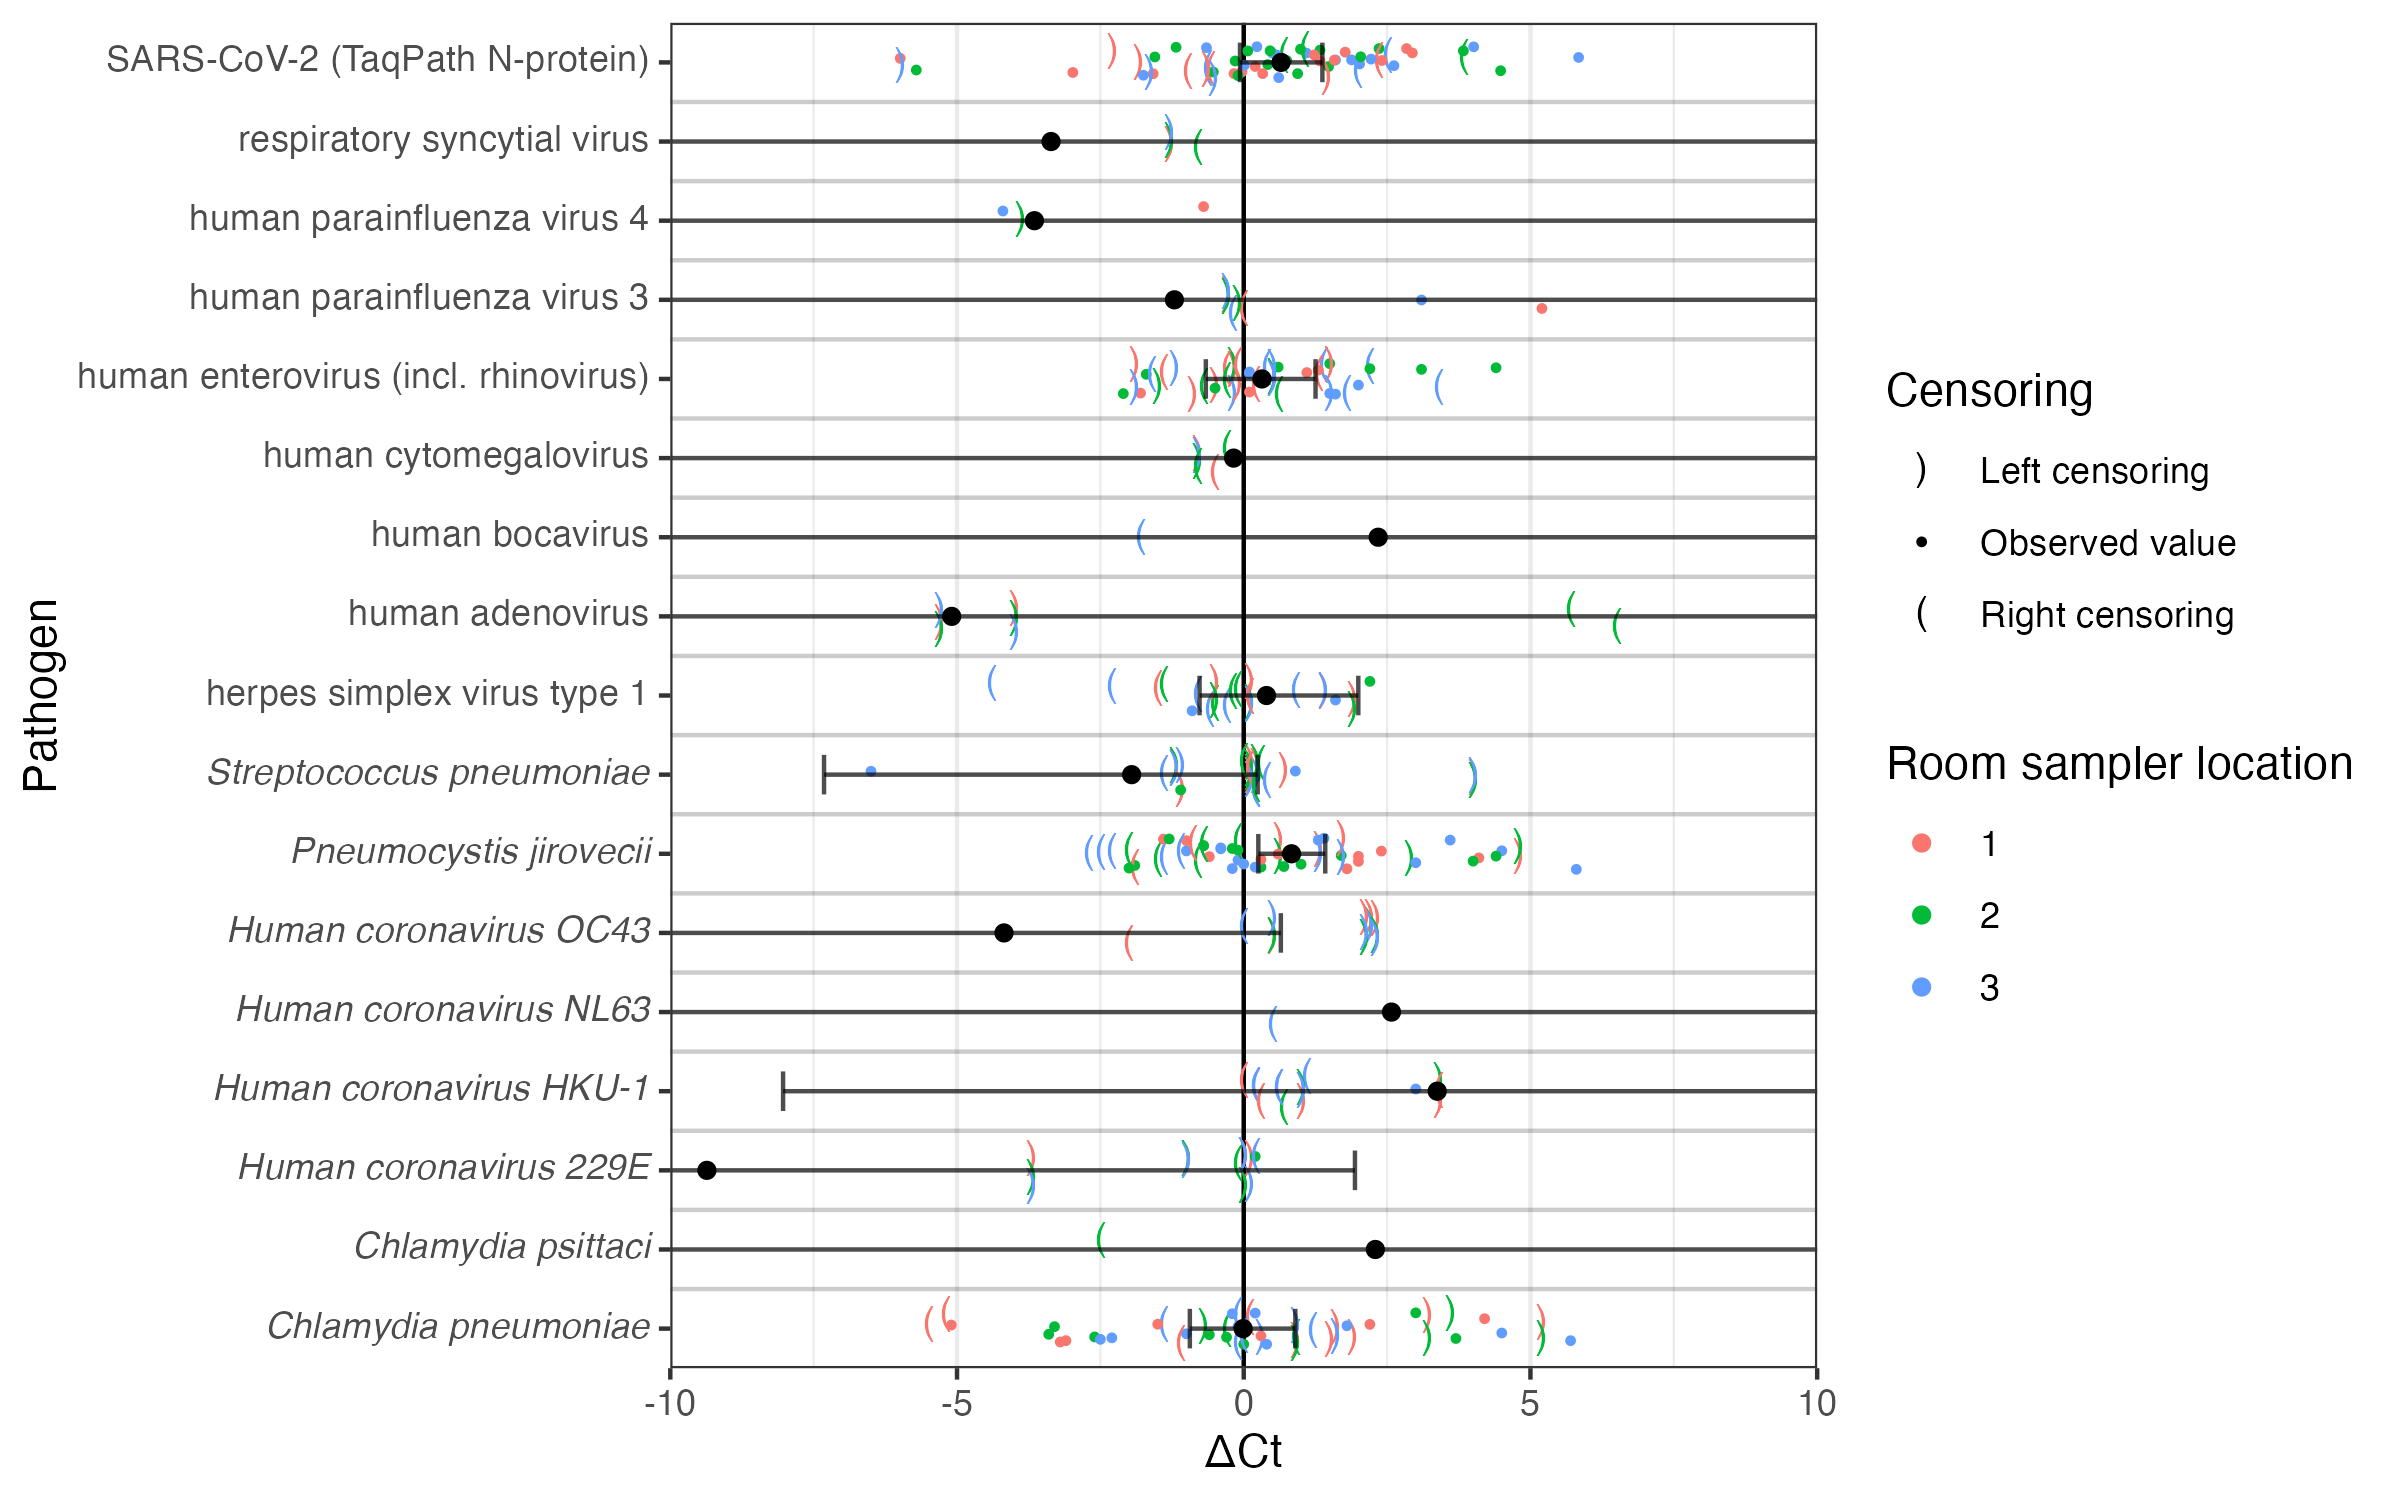 SARS-CoV-2 (TaqPath N-protein)
respiratory syncytial virus
human parainfluenza virus 4
human parainfluenza virus 3
human enterovirus (incl. rhinovirus)
human cytomegalovirus
human bocavirus
human adenovirus
herpes simplex virus type 1
Streptococcus pneumoniae
Pneumocystis jirovecii
Human coronavirus OC43
Human coronavirus NL63
Human coronavirus HKU-1
Human coronavirus 229E
Chlamydia psittaci
Chlamydia pneumoniae
Pathogen
-10 -5 0 5 10
ΔCt
Censoring
) Left censoring
• Observed value
( Right censoring
Room sampler location
1
2
3